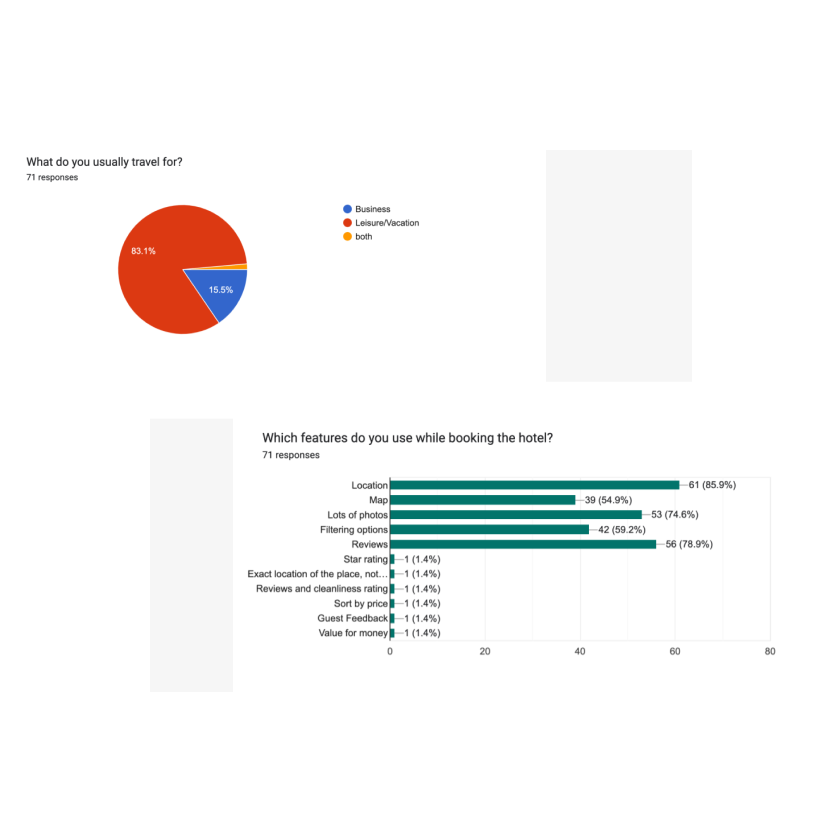 What do you usually travel for?
71 responses
83.1%
15.5%
Business
Leisure/Vacation
both
Which features do you use while booking the hotel?
71 responses
Location 61 (85.9%)
Map 39 (54.9%)
Lots of photos 53 (74.6%)
Filtering options 42 (59.2%)
Reviews 56 (78.9%)
Star rating 1 (1.4%)
Exact location of the place, not... 1 (1.4%)
Reviews and cleanliness rating 1 (1.4%)
Sort by price 1 (1.4%)
Guest Feedback 1 (1.4%)
Value for money 1 (1.4%)
0 20 40 60 80